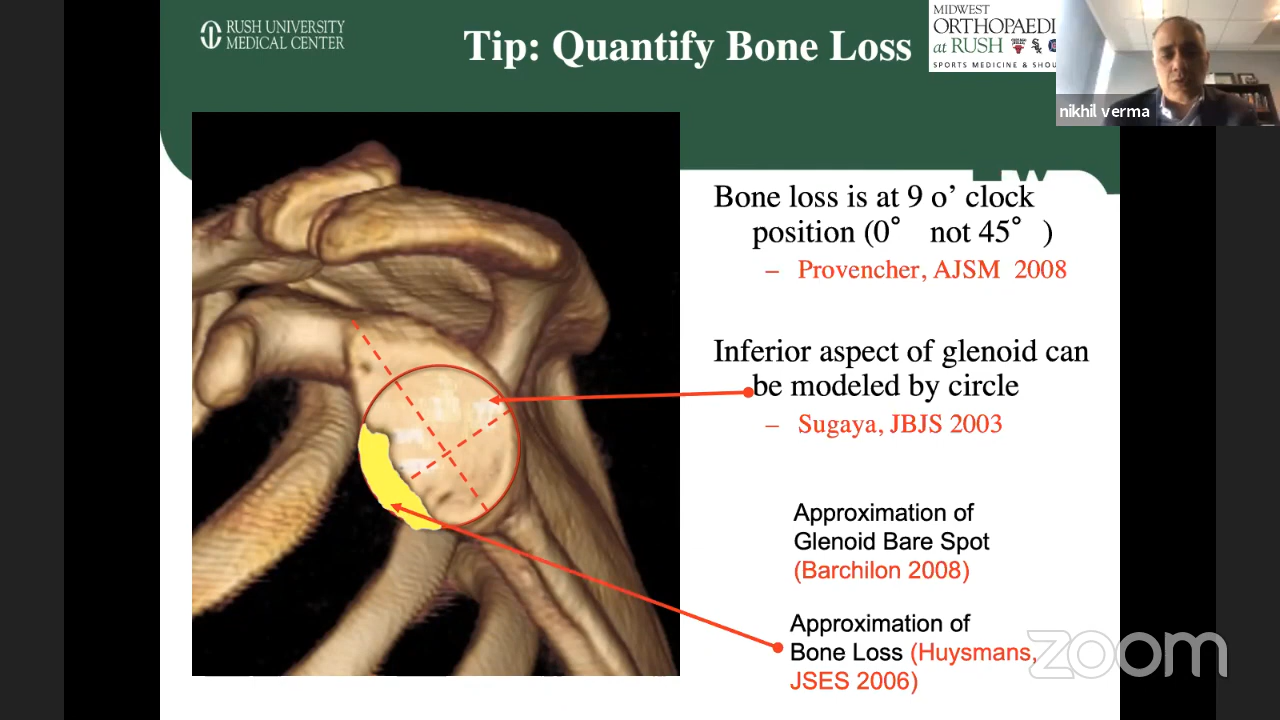 RUSH UNIVERSITY
MEDICAL CENTER
Tip: Quantify Bone Loss
MIDWEST
ORTHOPAEDI
at RUSH
SPORTS MEDICINE & SHOU
nikhil verma
Bone loss is at 9 o’ clock
position (0° not 45° )
– Provencher, AJSM 2008
Inferior aspect of glenoid can
be modeled by circle
– Sugaya, JBJS 2003
Approximation of
Glenoid Bare Spot
(Barchilon 2008)
Approximation of
Bone Loss (Huysmans,
JSES 2006)
zoom